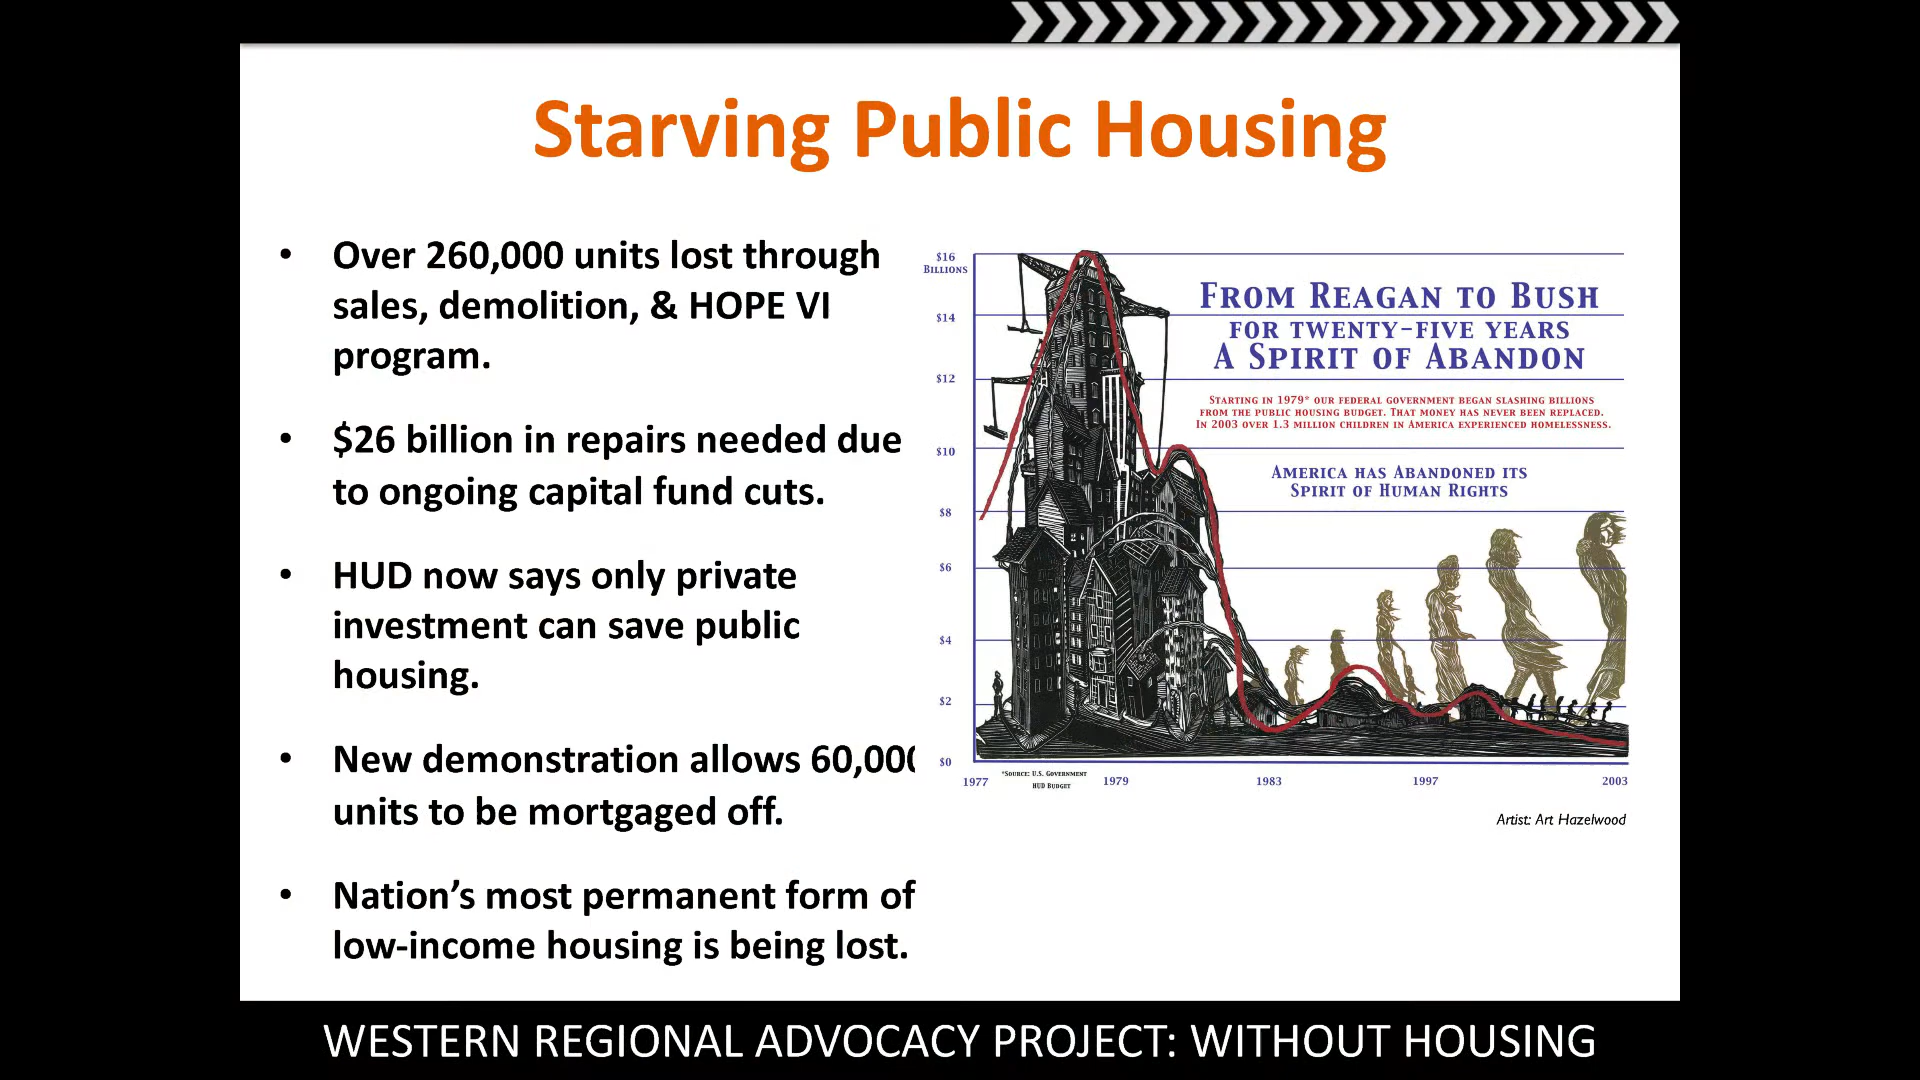 Starving Public Housing
• Over 260,000 units lost through
sales, demolition, & HOPE VI
program.
• $26 billion in repairs needed due
to ongoing capital fund cuts.
• HUD now says only private
investment can save public
housing.
• New demonstration allows 60,000
units to be mortgaged off.
• Nation’s most permanent form of
low-income housing is being lost.
$16
BILLIONS
$14
$12
$10
$8
$6
$4
$2
$0
FROM REAGAN TO BUSH
FOR TWENTY-FIVE YEARS
A SPIRIT OF ABANDON
STARTING IN 1979* OUR FEDERAL GOVERNMENT BEGAN SLASHING BILLIONS
FROM THE PUBLIC HOUSING BUDGET. THAT MONEY HAS NEVER BEEN REPLACED.
IN 2003 OVER 1.3 MILLION CHILDREN IN AMERICA EXPERIENCED HOMELESSNESS.
AMERICA HAS ABANDONED ITS
SPIRIT OF HUMAN RIGHTS
1977
*SOURCE: U.S. GOVERNMENT
HUD BUDGET
1979
1983
1997
2003
Artist: Art Hazelwood
WESTERN REGIONAL ADVOCACY PROJECT: WITHOUT HOUSING